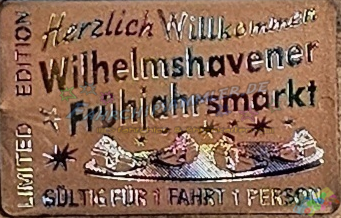 LIMITED EDITION
Herzlich Willkommen
Wilhelmshavener
Frühjahrsmarkt
GÜLTIG FÜR 1 FAHRT 1 PERSON